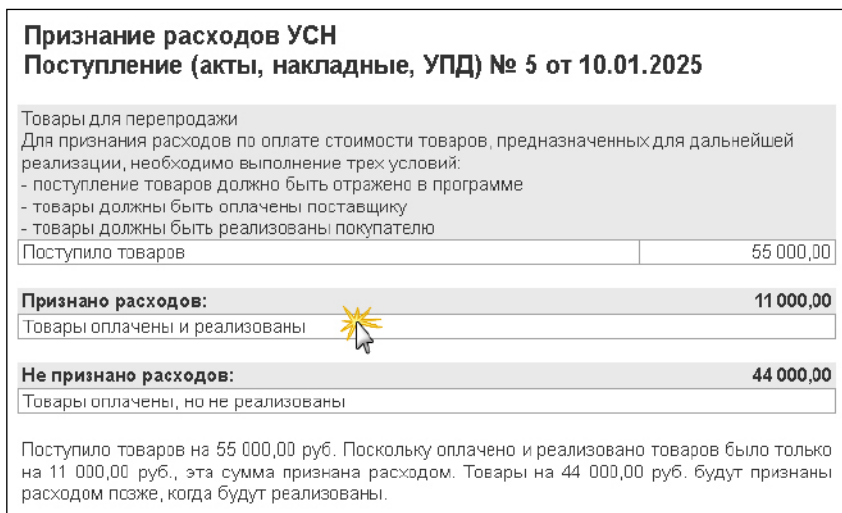 Признание расходов УСН
Поступление (акты, накладные, УПД) № 5 от 10.01.2025
Товары для перепродажи
Для признания расходов по оплате стоимости товаров, предназначенных для дальнейшей
реализации, необходимо выполнение трех условий:
- поступление товаров должно быть отражено в программе
- товары должны быть оплачены поставщику
- товары должны быть реализованы покупателю
Поступило товаров 55 000,00
Признано расходов: 11 000,00
Товары оплачены и реализованы
Не признано расходов: 44 000,00
Товары оплачены, но не реализованы
Поступило товаров на 55 000,00 руб. Поскольку оплачено и реализовано товаров было только
на 11 000,00 руб., эта сумма признана расходом. Товары на 44 000,00 руб. будут признаны
расходом позже, когда будут реализованы.